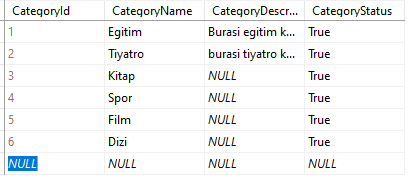 CategoryId CategoryName CategoryDescr... CategoryStatus
1 Egitim Burasi egitim k... True
2 Tiyatro burasi tiyatro k... True
3 Kitap NULL True
4 Spor NULL True
5 Film NULL True
6 Dizi NULL True
NULL NULL NULL NULL